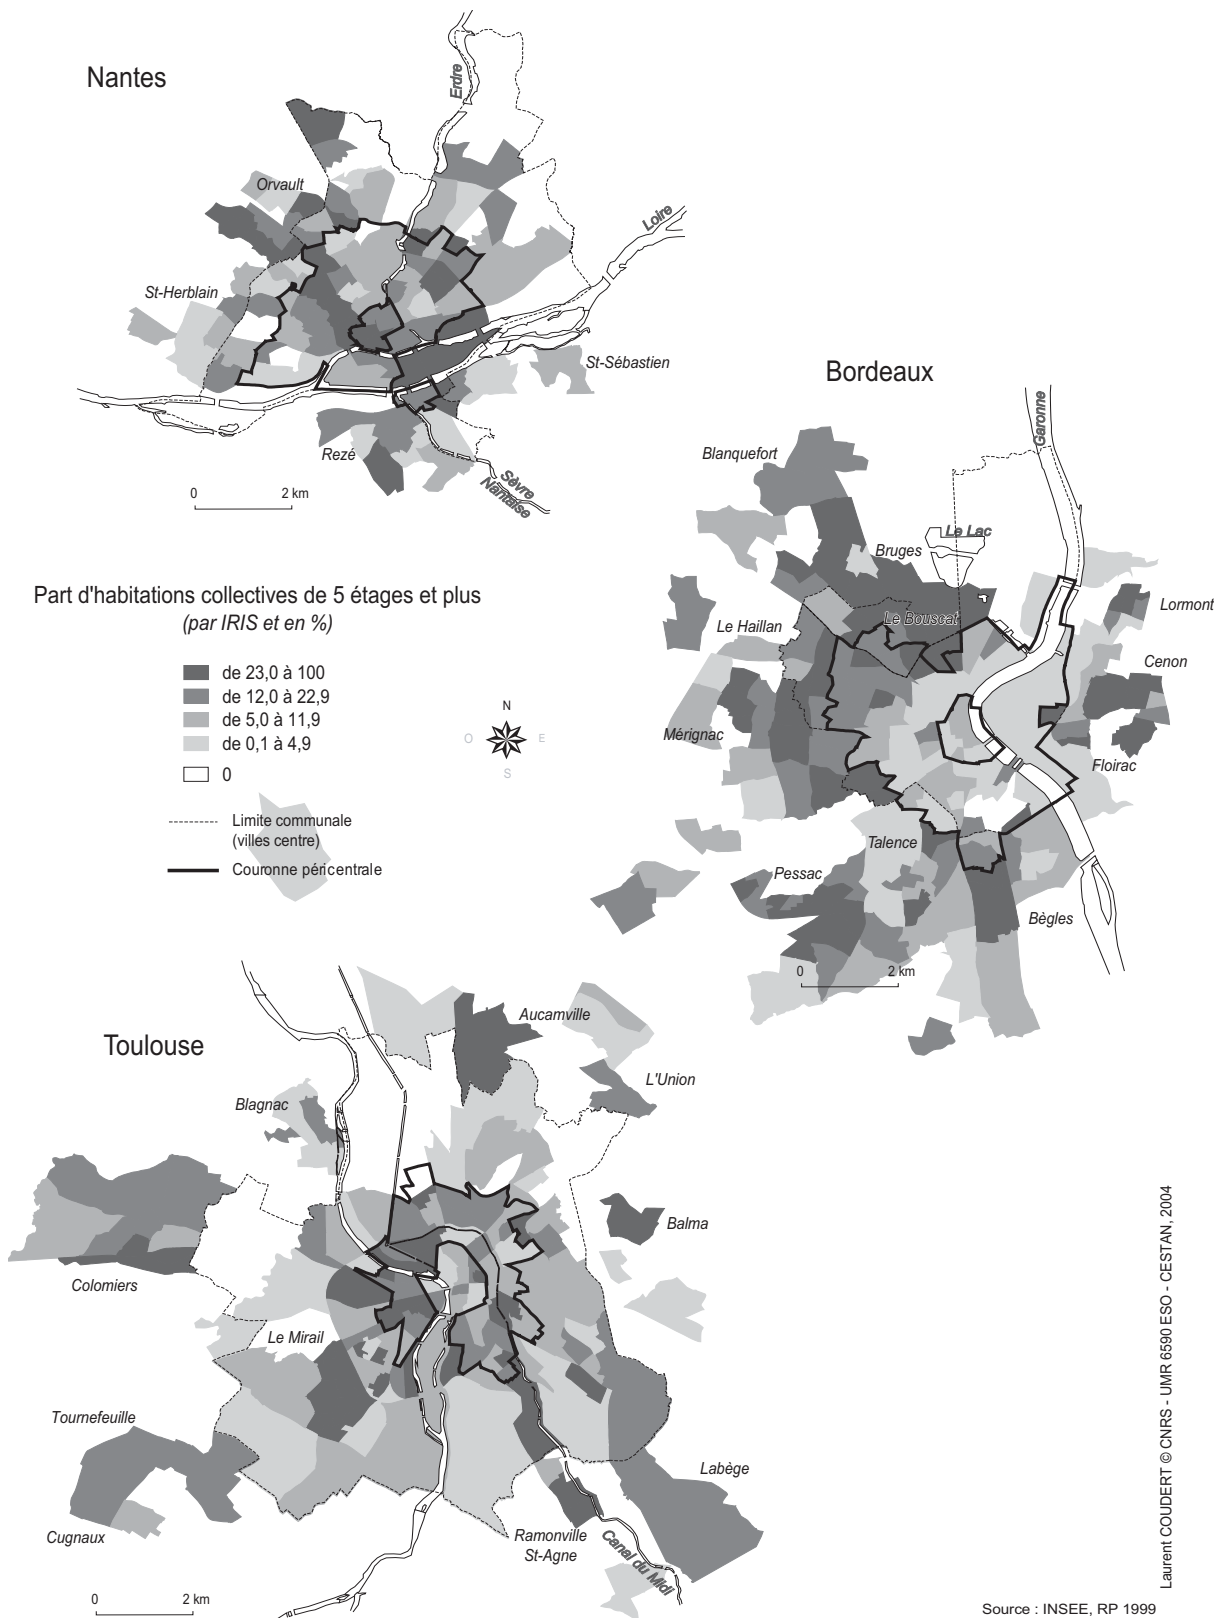 Nantes
Erdre
Orvault
Loire
St-Herblain
St-Sébastien
Rezé
Sèvre
Nantaise
0 2 km
Bordeaux
Garonne
Blanquefort
Le Lac
Bruges
Lormont
Le Bouscat
Le Haillan
Cenon
Mérignac
Floirac
Talence
Pessac
Bègles
0 2 km
Part d'habitations collectives de 5 étages et plus
(par IRIS et en %)
de 23,0 à 100
de 12,0 à 22,9
de 5,0 à 11,9
de 0,1 à 4,9
0
N
O E
S
Limite communale
(villes centre)
Couronne péricentrale
Toulouse
Aucamville
L'Union
Blagnac
Balma
Colomiers
Le Mirail
Tournefeuille
Labège
Cugnaux
Ramonville
St-Agne
Canal du Midi
0 2 km
Laurent COUDERT © CNRS - UMR 6590 ESO - CESTAN, 2004
Source : INSEE, RP 1999